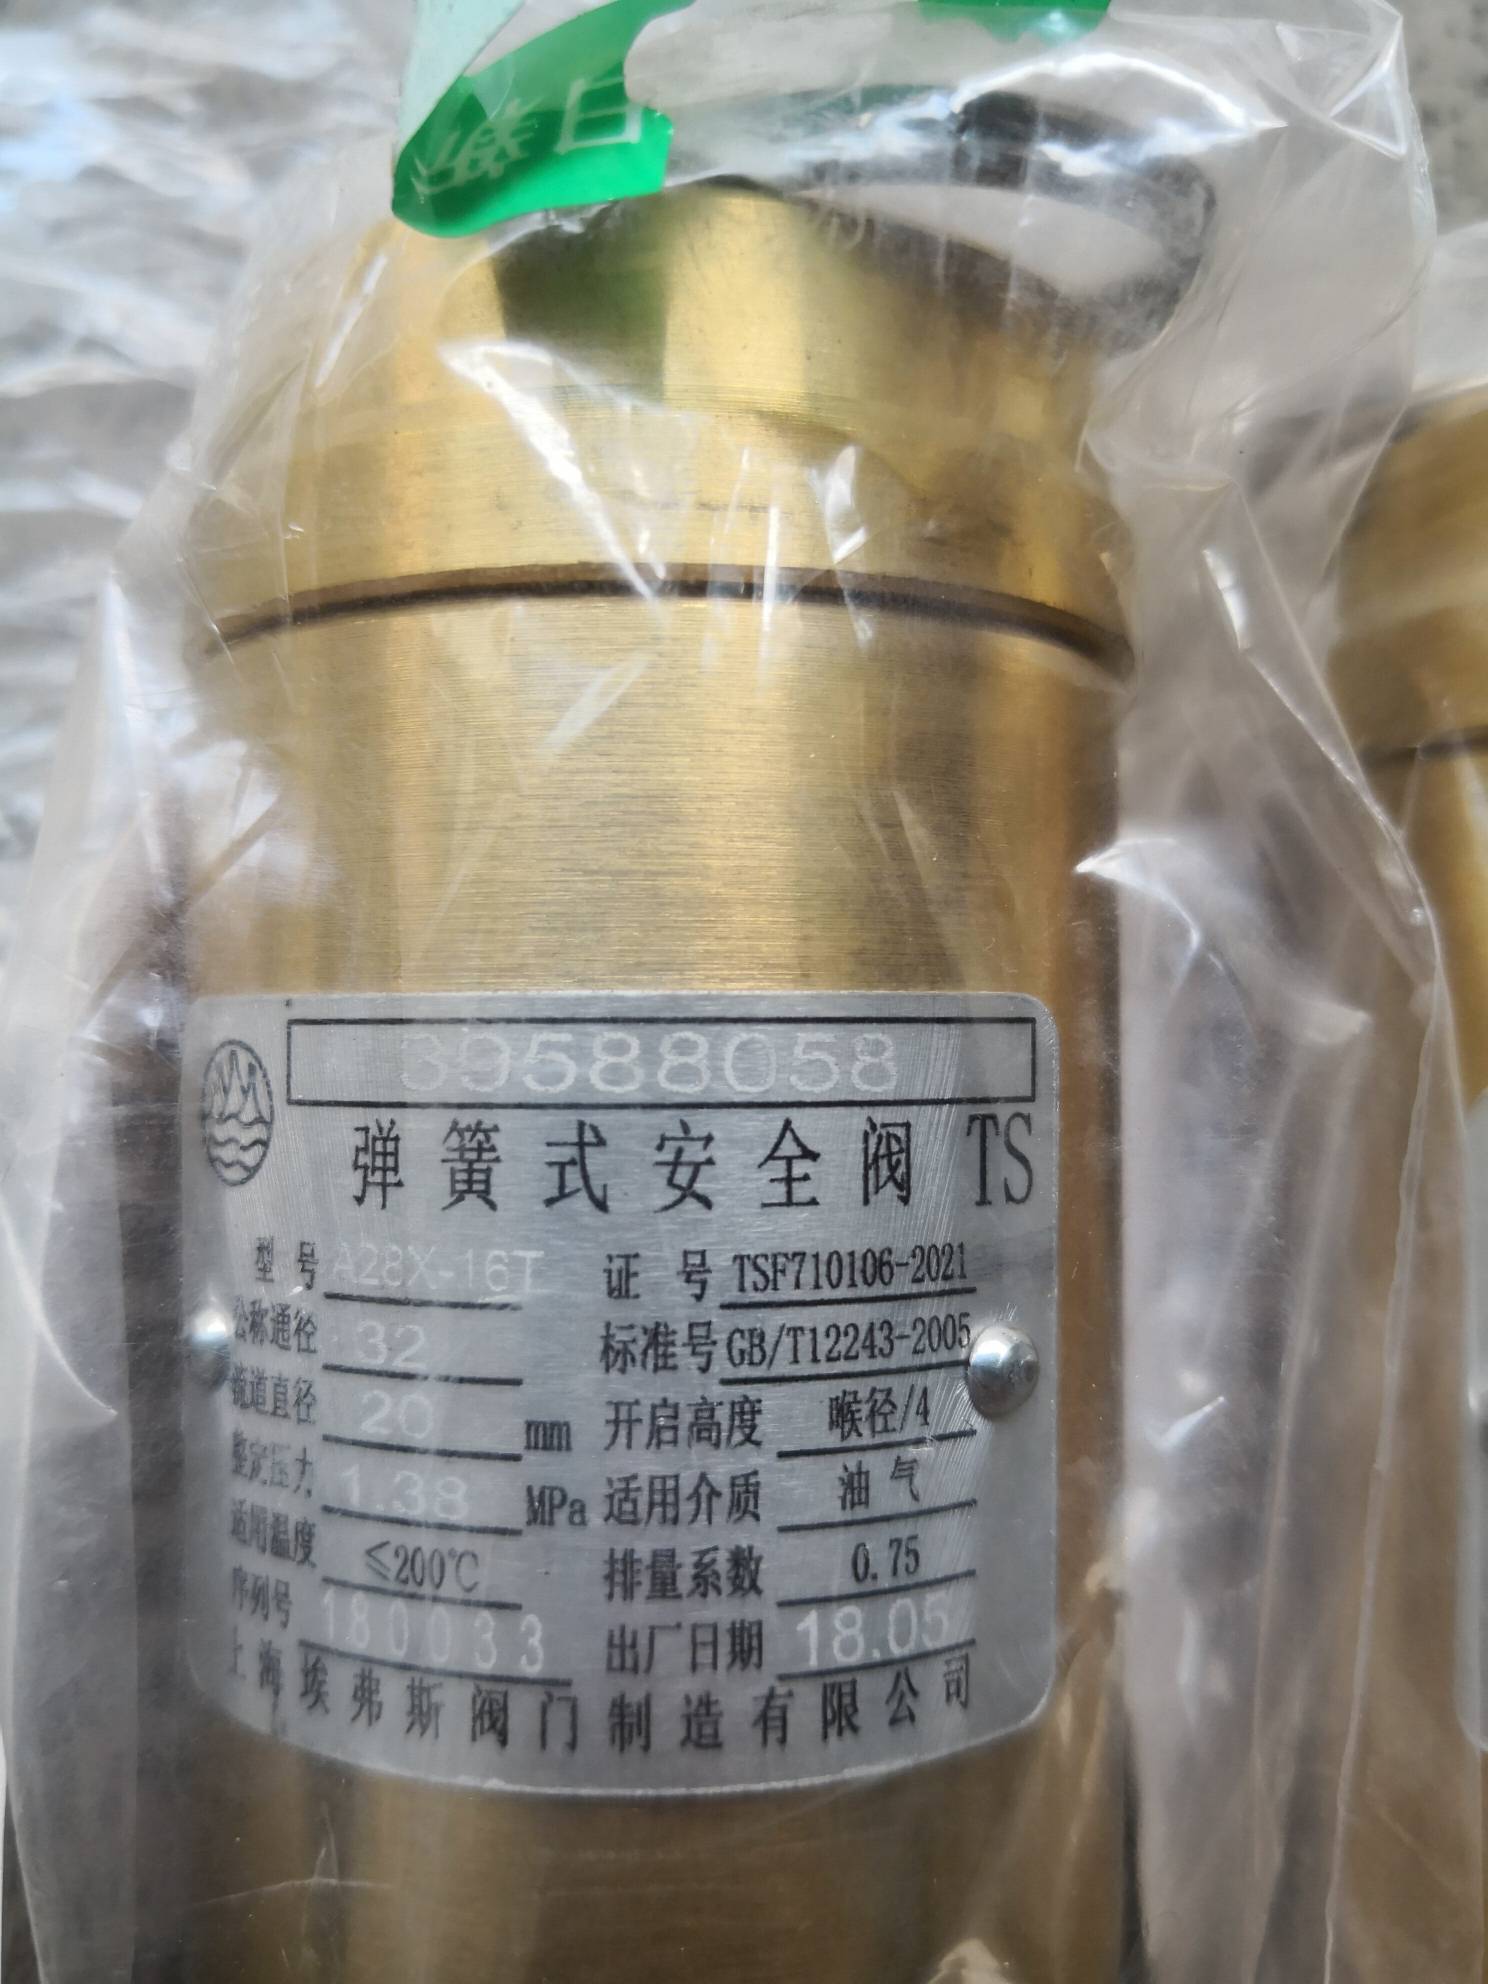 39588058
弹簧式安全阀 TS
型号 A28X-16T 证号 TSF710106-2021
公称通径 32 标准号 GB/T12243-2005
流道直径 20 mm 开启高度 喉径/4
整定压力 1.38 MPa 适用介质 油气
适用温度 ≤200℃ 排量系数 0.75
序列号 180033 出厂日期 18.05
上海埃弗斯阀门制造有限公司